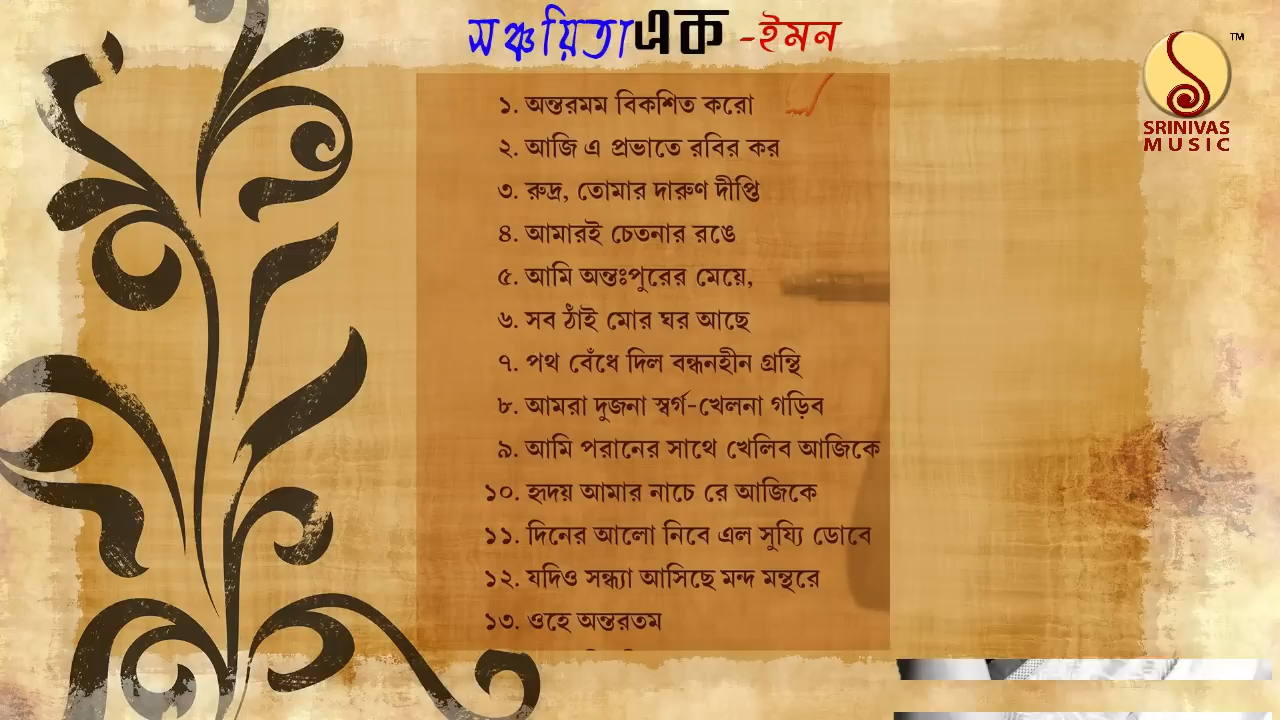 সঞ্চয়িতা এক - ইমন
TM
SRINIVAS
MUSIC
১. অন্তরমম বিকশিত করো
২. আজি এ প্রভাতে রবির কর
৩. রুদ্র, তোমার দারুণ দীপ্তি
৪. আমারই চেতনার রঙে
৫. আমি অন্তঃপুরের মেয়ে,
৬. সব ঠাঁই মোর ঘর আছে
৭. পথ বেঁধে দিল বন্ধনহীন গ্রন্থি
৮. আমরা দুজনা স্বর্গ-খেলনা গড়িব
৯. আমি পরানের সাথে খেলিব আজিকে
১০. হৃদয় আমার নাচে রে আজিকে
১১. দিনের আলো নিবে এল সুয্যি ডোবে
১২. যদিও সন্ধ্যা আসিছে মন্দ মন্থরে
১৩. ওহে অন্তরতম